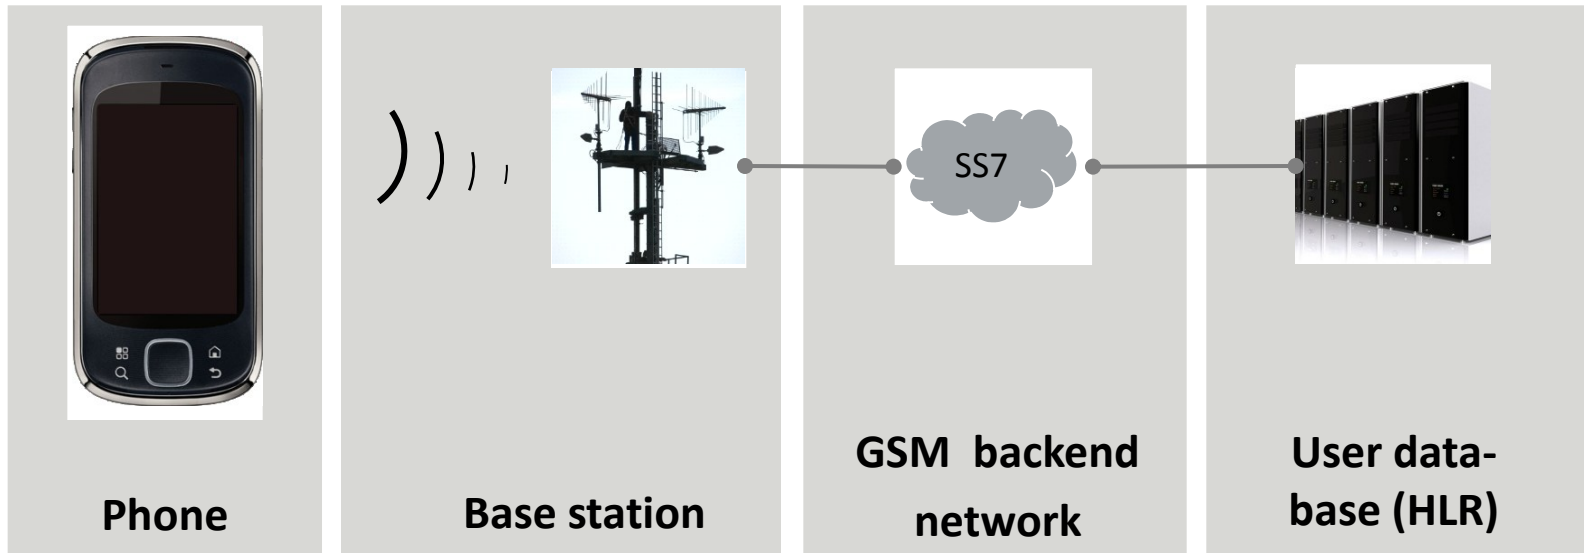 SS7
Phone
Base station
GSM backend
network
User data-
base (HLR)